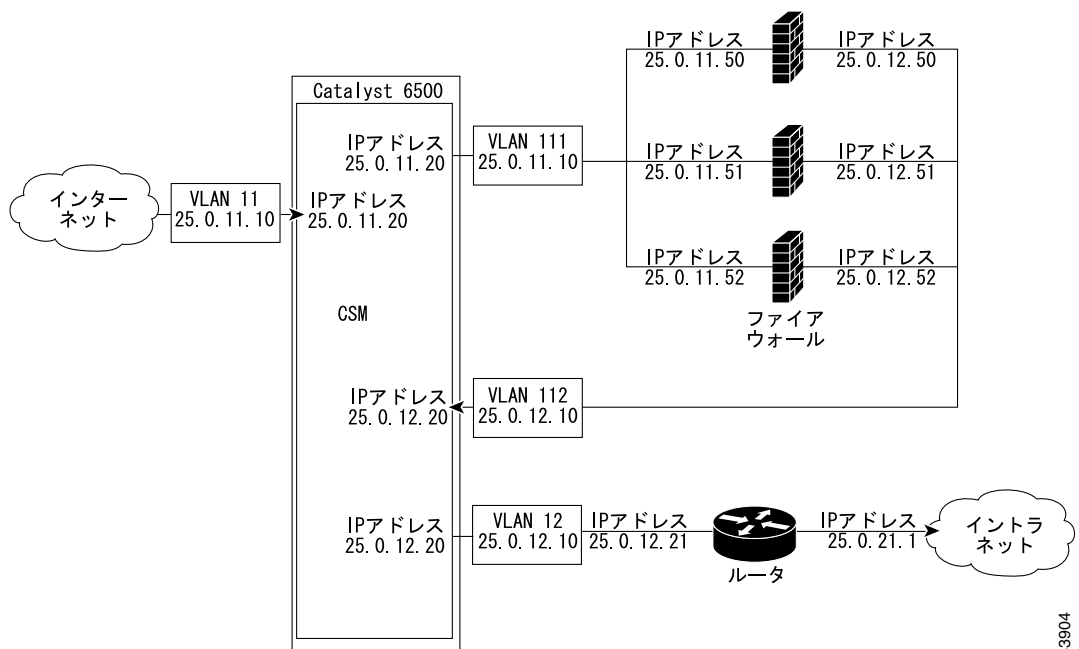 IPアドレス
25.0.11.50
IPアドレス
25.0.12.50
Catalyst 6500
IPアドレス
25.0.11.20
VLAN 111
25.0.11.10
IPアドレス
25.0.11.51
IPアドレス
25.0.12.51
インター
ネット
VLAN 11
25.0.11.10
IPアドレス
25.0.11.20
IPアドレス
25.0.11.52
IPアドレス
25.0.12.52
CSM
ファイア
ウォール
IPアドレス
25.0.12.20
VLAN 112
25.0.12.10
IPアドレス
25.0.12.20
VLAN 12
25.0.12.10
IPアドレス
25.0.12.21
ルータ
IPアドレス
25.0.21.1
イントラ
ネット